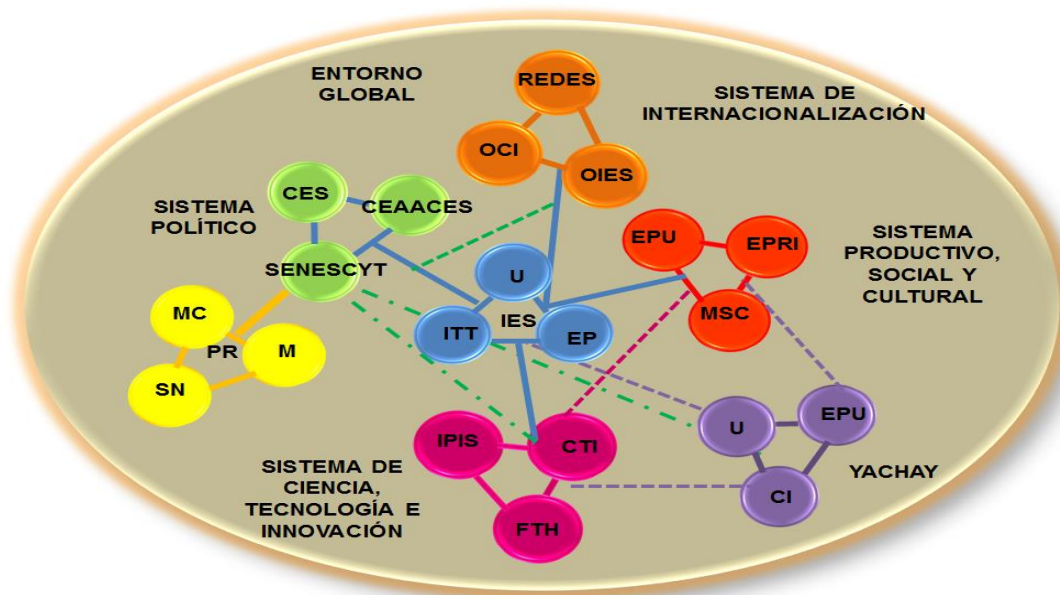 ENTORNO
GLOBAL
REDES
SISTEMA DE
INTERNACIONALIZACIÓN
OCI
OIES
CES
CEAACES
SISTEMA
POLÍTICO
SENESCYT
EPU
EPRI
SISTEMA
PRODUCTIVO,
SOCIAL Y
CULTURAL
MSC
U
IES
ITT
EP
MC
PR
M
SN
IPIS
CTI
FTH
SISTEMA DE
CIENCIA,
TECNOLOGÍA E
INNOVACIÓN
U
EPU
CI
YACHAY